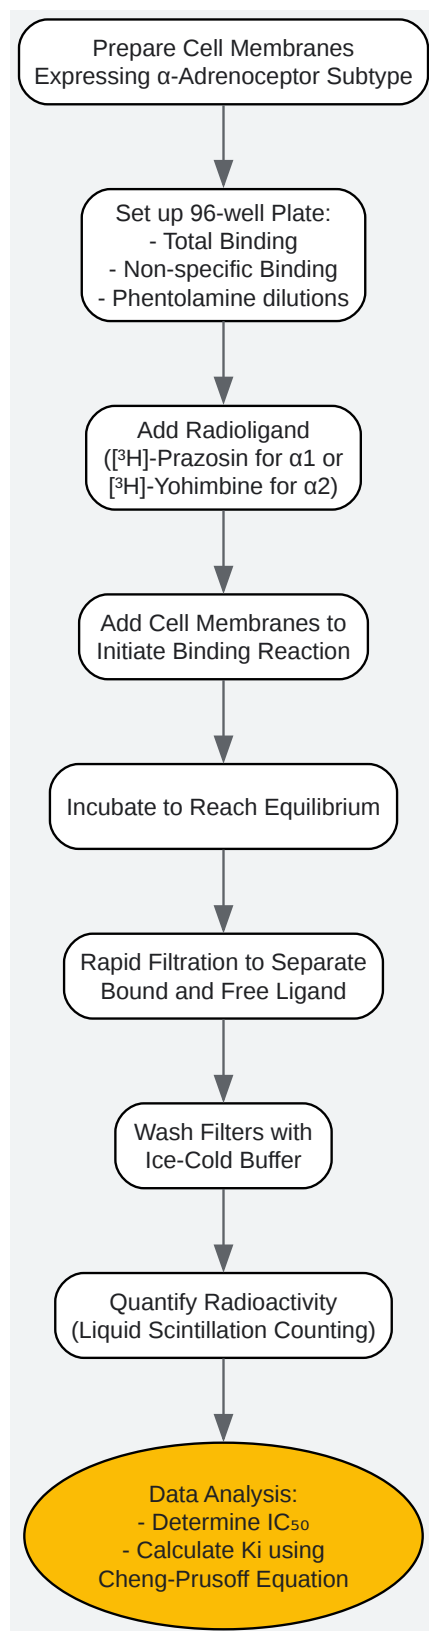 Prepare Cell Membranes
Expressing α-Adrenoceptor Subtype
Set up 96-well Plate:
- Total Binding
- Non-specific Binding
- Phentolamine dilutions
Add Radioligand
([³H]-Prazosin for α1 or
[³H]-Yohimbine for α2)
Add Cell Membranes to
Initiate Binding Reaction
Incubate to Reach Equilibrium
Rapid Filtration to Separate
Bound and Free Ligand
Wash Filters with
Ice-Cold Buffer
Quantify Radioactivity
(Liquid Scintillation Counting)
Data Analysis:
- Determine IC₅₀
- Calculate Ki using
Cheng-Prusoff Equation